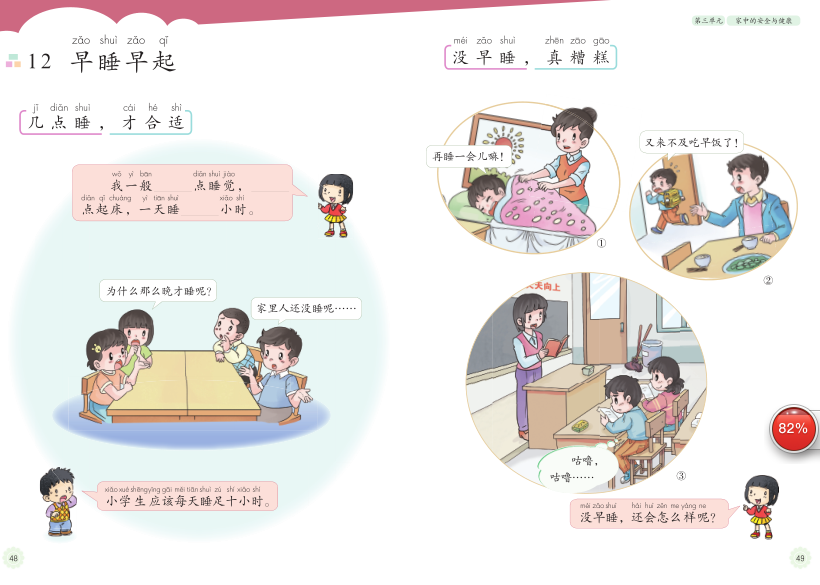 zǎo shuì zǎo qǐ
12 早睡早起
jǐ diǎn shuì cái hé shì
几点睡，才合适
wǒ yì bān diǎn shuì jiào
我一般____点睡觉，
diǎn qǐ chuáng yì tiān shuì xiǎo shí
点起床，一天睡____小时。
为什么那么晚才睡呢？
家里人还没睡呢……
xiǎo xué shēng yīng gāi měi tiān shuì zú shí xiǎo shí
小学生应该每天睡足十小时。
48
第三单元 家中的安全与健康
méi zǎo shuì zhēn zāo gāo
没早睡，真糟糕
再睡一会儿嘛！
①
又来不及吃早饭了！
②
天天向上
咕噜，
咕噜……
③
méi zǎo shuì hái huì zěn me yàng ne
没早睡，还会怎么样呢？
82%
49